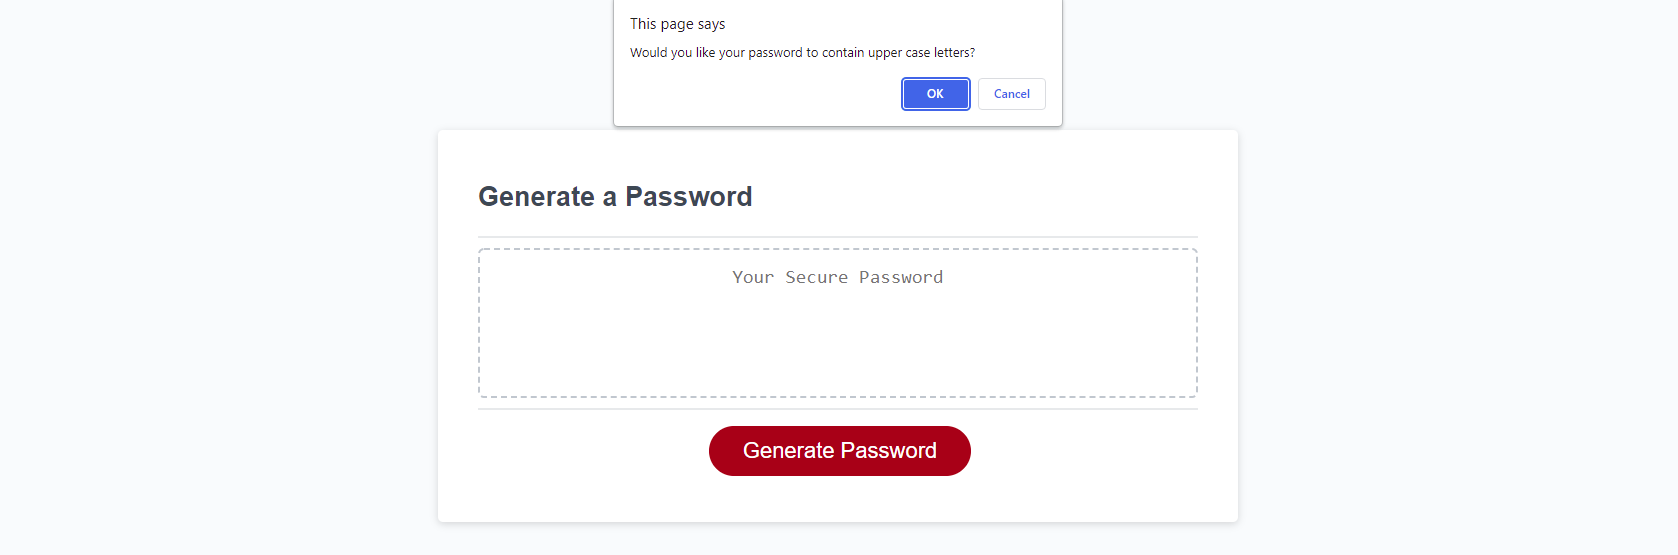 This page says
Would you like your password to contain upper case letters?
OK
Cancel
Generate a Password
Your Secure Password
Generate Password